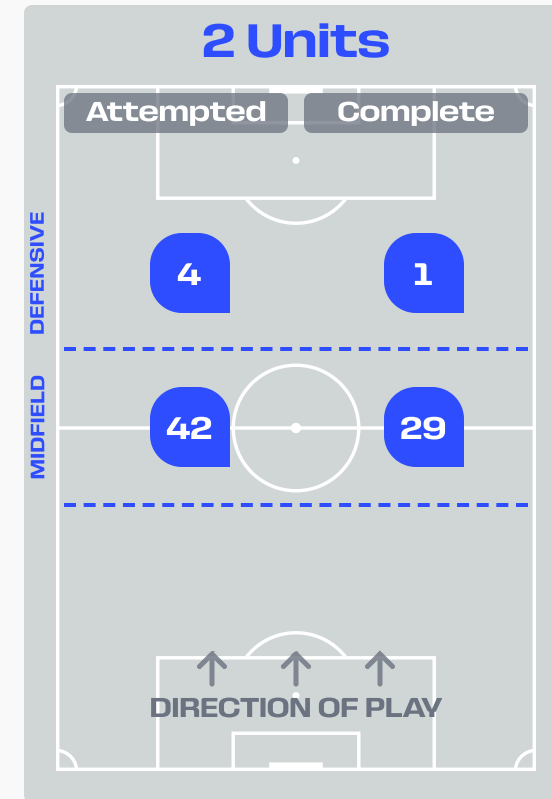 2 Units
Attempted Complete
DEFENSIVE
4 1
MIDFIELD
42 29
DIRECTION OF PLAY